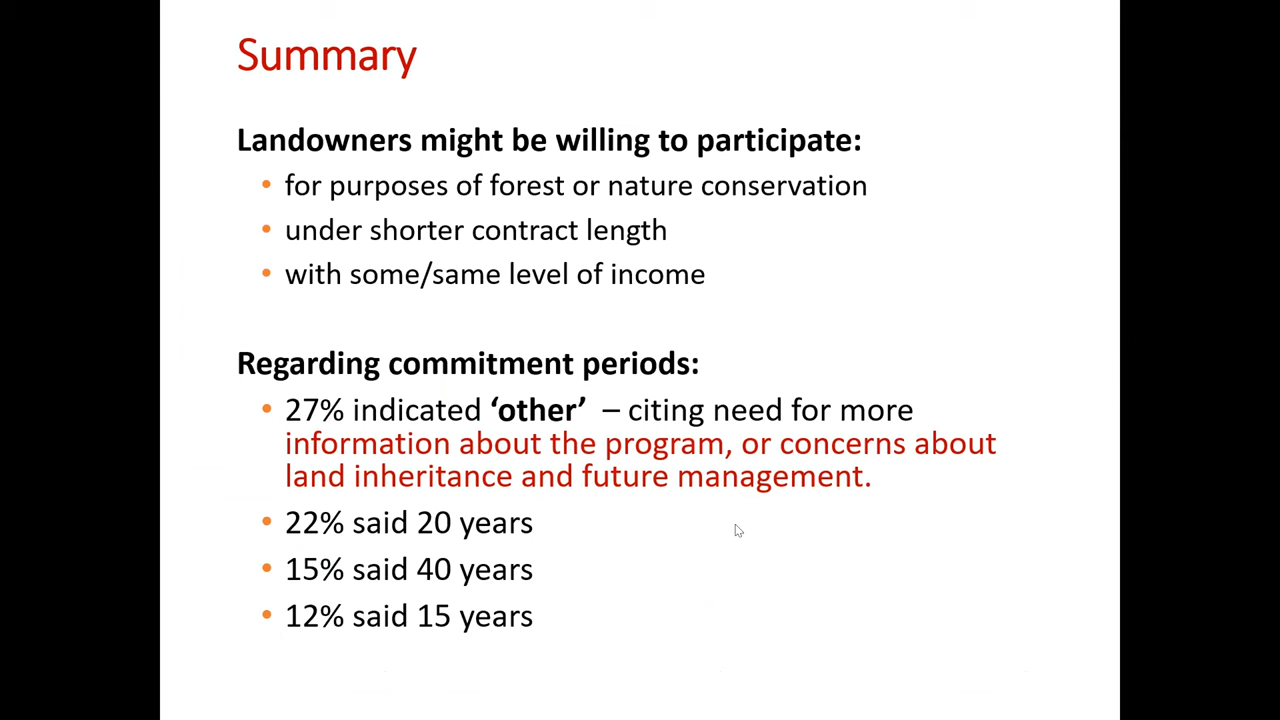 Summary
Landowners might be willing to participate:
• for purposes of forest or nature conservation
• under shorter contract length
• with some/same level of income
Regarding commitment periods:
• 27% indicated ‘other’ – citing need for more
information about the program, or concerns about
land inheritance and future management.
• 22% said 20 years
• 15% said 40 years
• 12% said 15 years